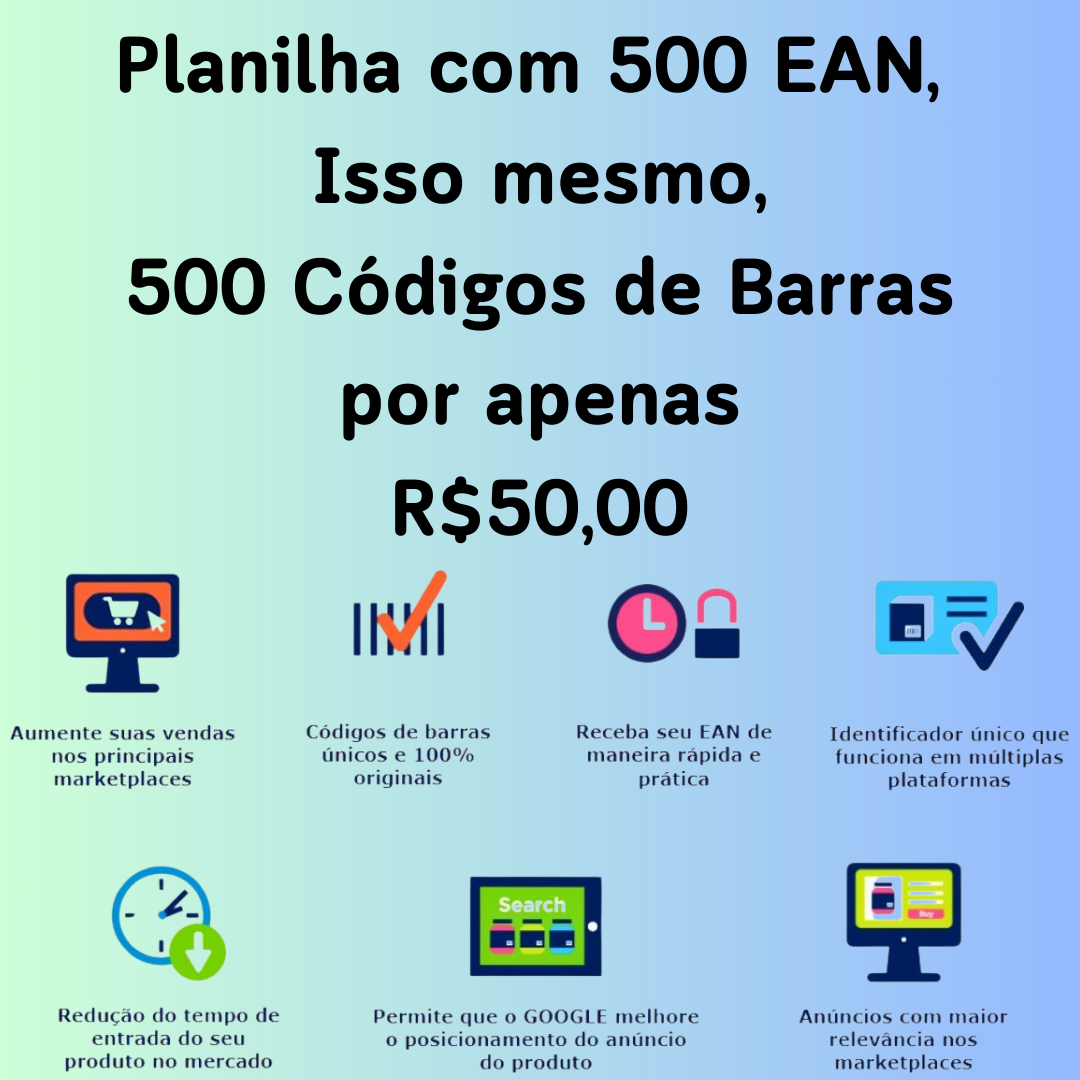 Planilha com 500 EAN,
Isso mesmo,
500 Códigos de Barras
por apenas
R$50,00
Aumente suas vendas
nos principais
marketplaces
Códigos de barras
únicos e 100%
originais
Receba seu EAN de
maneira rápida e
prática
Identificador único que
funciona em múltiplas
plataformas
Search
Buy
Redução do tempo de
entrada do seu
produto no mercado
Permite que o GOOGLE melhore
o posicionamento do anúncio
do produto
Anúncios com maior
relevância nos
marketplaces